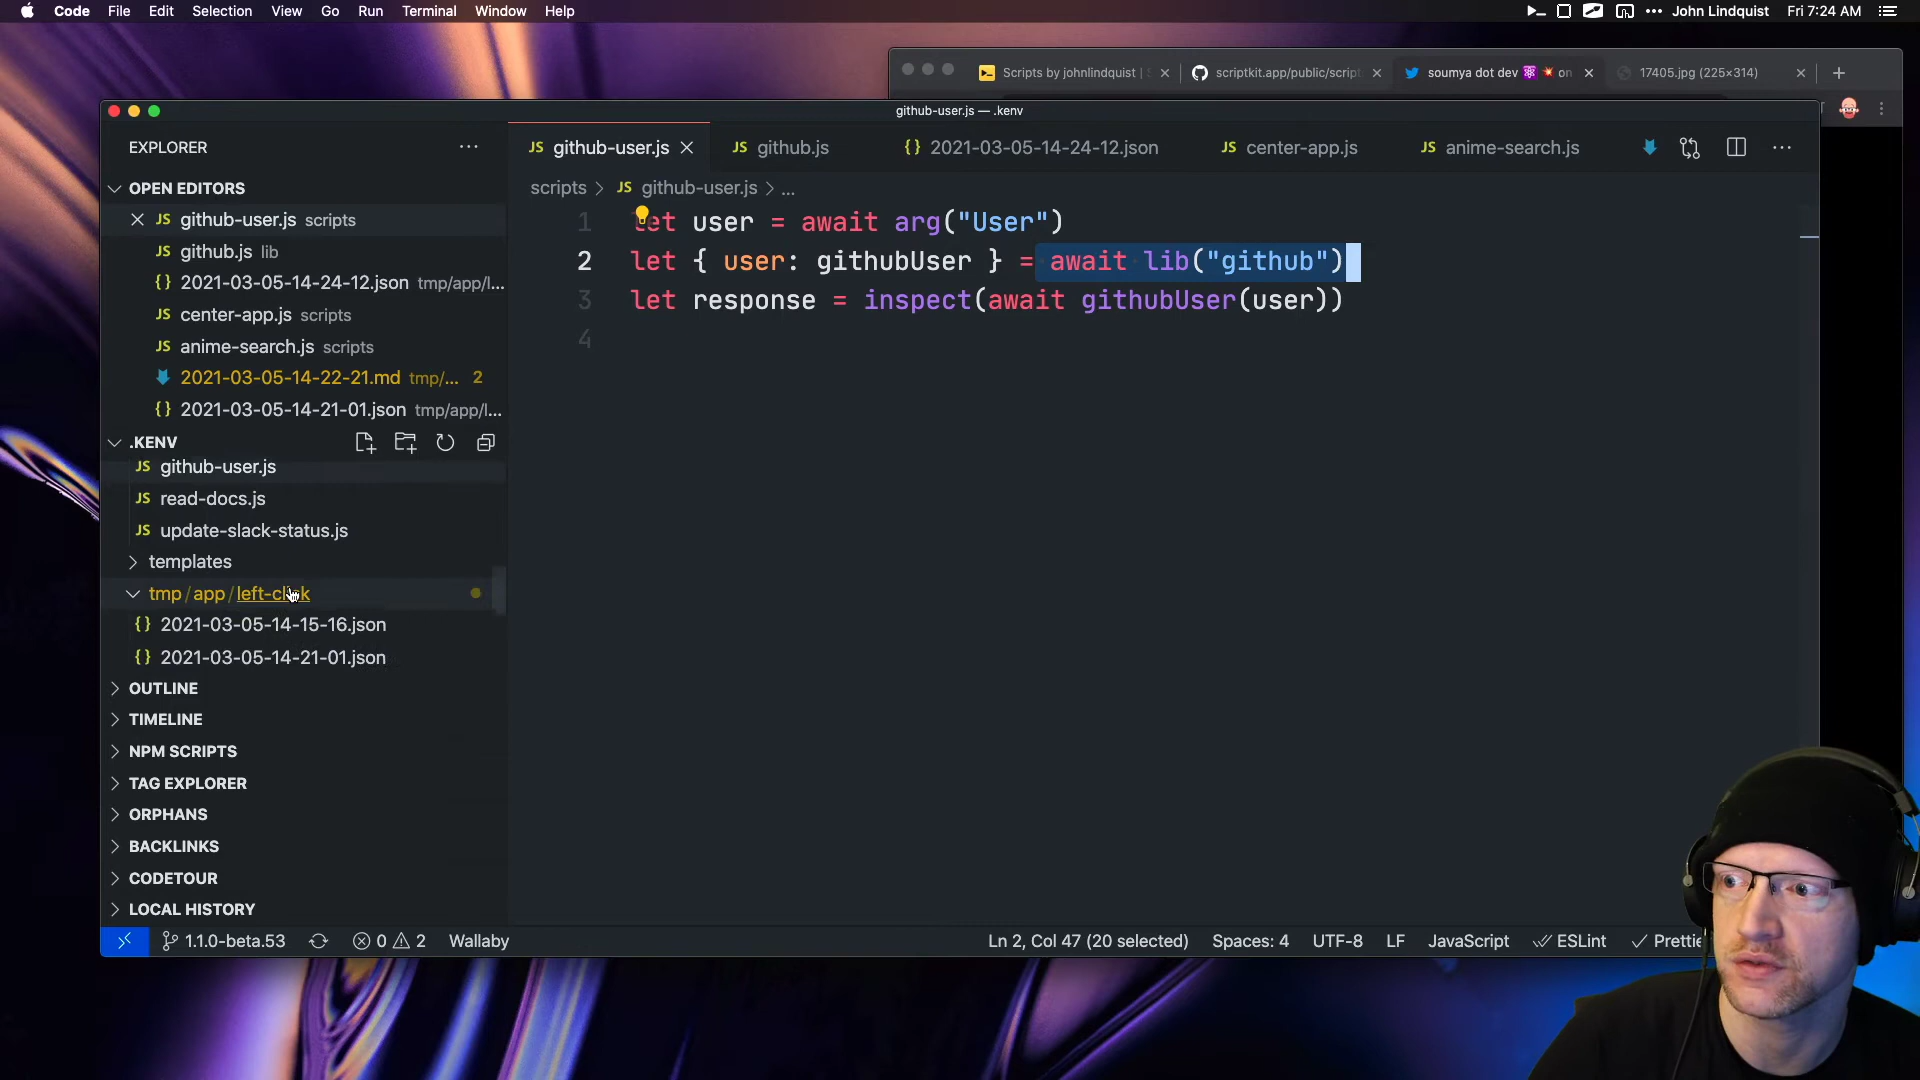 Code File Edit Selection View Go Run Terminal Window Help
John Lindquist Fri 7:24 AM
Scripts by johnlindquist |
scriptkit.app/public/script
soumya dot dev
on
17405.jpg (225×314)
github-user.js — .kenv
EXPLORER
github-user.js
github.js
2021-03-05-14-24-12.json
center-app.js
anime-search.js
OPEN EDITORS
github-user.js scripts
github.js lib
2021-03-05-14-24-12.json tmp/app/l...
center-app.js scripts
anime-search.js scripts
2021-03-05-14-22-21.md tmp/... 2
2021-03-05-14-21-01.json tmp/app/l...
.KENV
github-user.js
read-docs.js
update-slack-status.js
templates
tmp/app/left-click
2021-03-05-14-15-16.json
2021-03-05-14-21-01.json
OUTLINE
TIMELINE
NPM SCRIPTS
TAG EXPLORER
ORPHANS
BACKLINKS
CODETOUR
LOCAL HISTORY
scripts > JS github-user.js > ...
1 let user = await arg("User")
2 let { user: githubUser } = await lib("github")
3 let response = inspect(await githubUser(user))
4
1.1.0-beta.53 0 2 Wallaby
Ln 2, Col 47 (20 selected) Spaces: 4 UTF-8 LF JavaScript ESLint Prettie